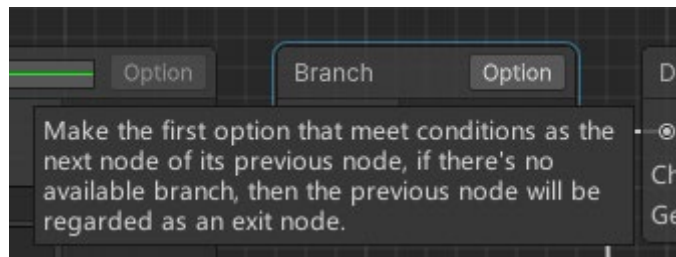 Option
Branch
Option
D
Make the first option that meet conditions as the
next node of its previous node, if there's no
available branch, then the previous node will be
regarded as an exit node.
Ch
Ge